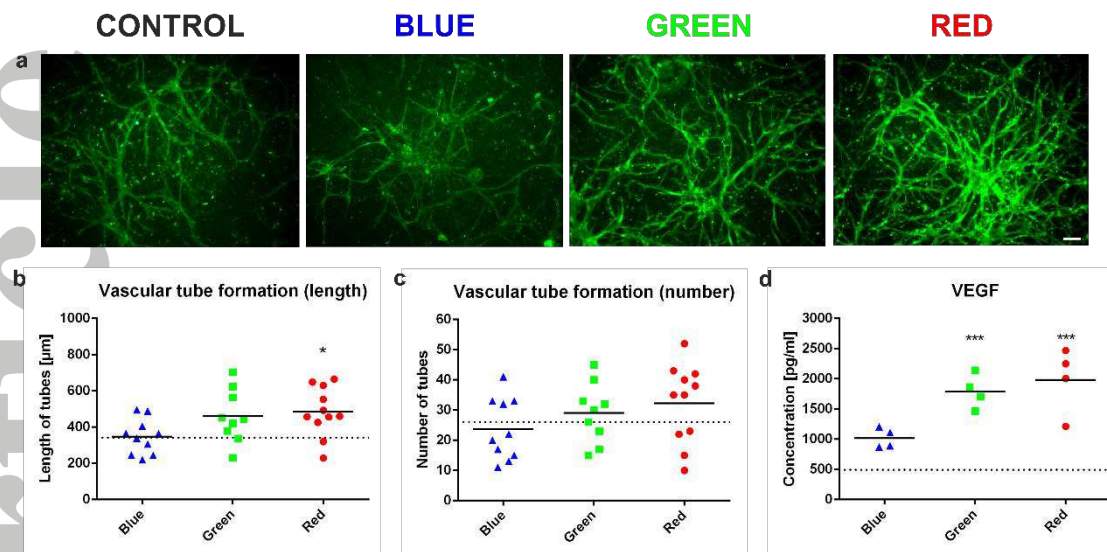 CONTROL BLUE GREEN RED
a
b
Vascular tube formation (length)
Length of tubes [µm]
1000
800
600
400
200
0
*
Blue Green Red
c
Vascular tube formation (number)
Number of tubes
60
50
40
30
20
10
0
Blue Green Red
d
VEGF
Concentration [pg/ml]
3000
2500
2000
1500
1000
500
0
*** ***
Blue Green Red